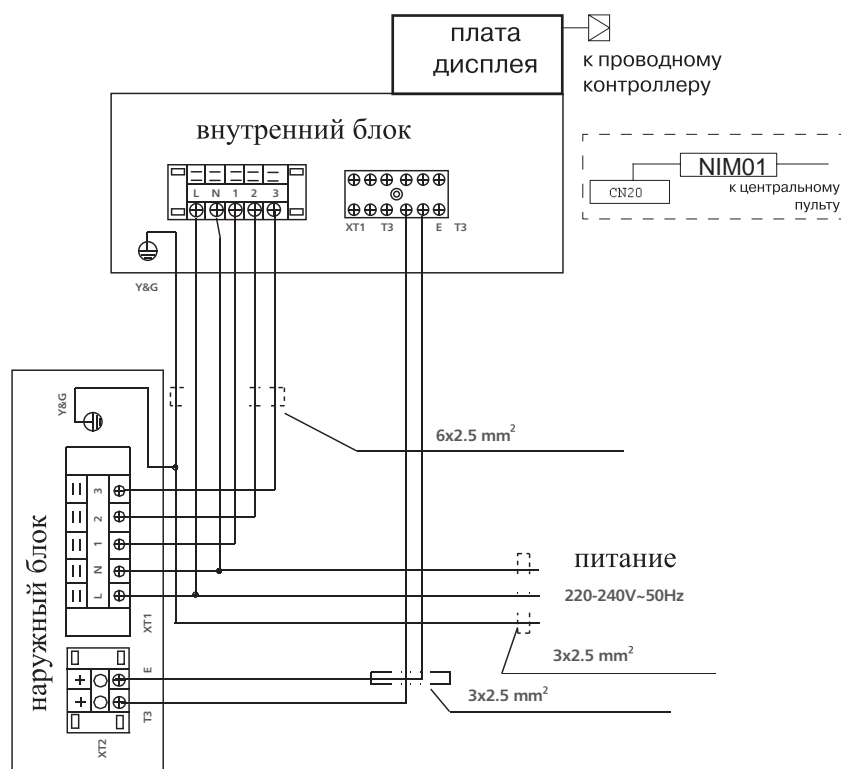 плата
дисплея
к проводному
контроллеру
внутренний блок
NIM01
CN20
к центральному
пульту
L N 1 2 3
XT1 T3 E T3
Y&G
Y&G
6x2.5 mm²
наружный блок
3
2
1
N
L
XT1
питание
220-240V~50Hz
3x2.5 mm²
E
T3
3x2.5 mm²
XT2